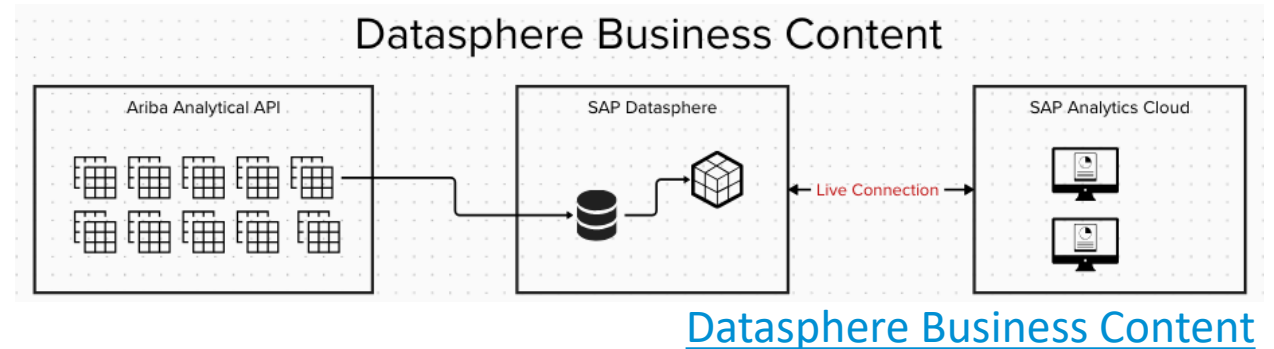 Datasphere Business Content
Ariba Analytical API
SAP Datasphere
SAP Analytics Cloud
Live Connection
Datasphere Business Content